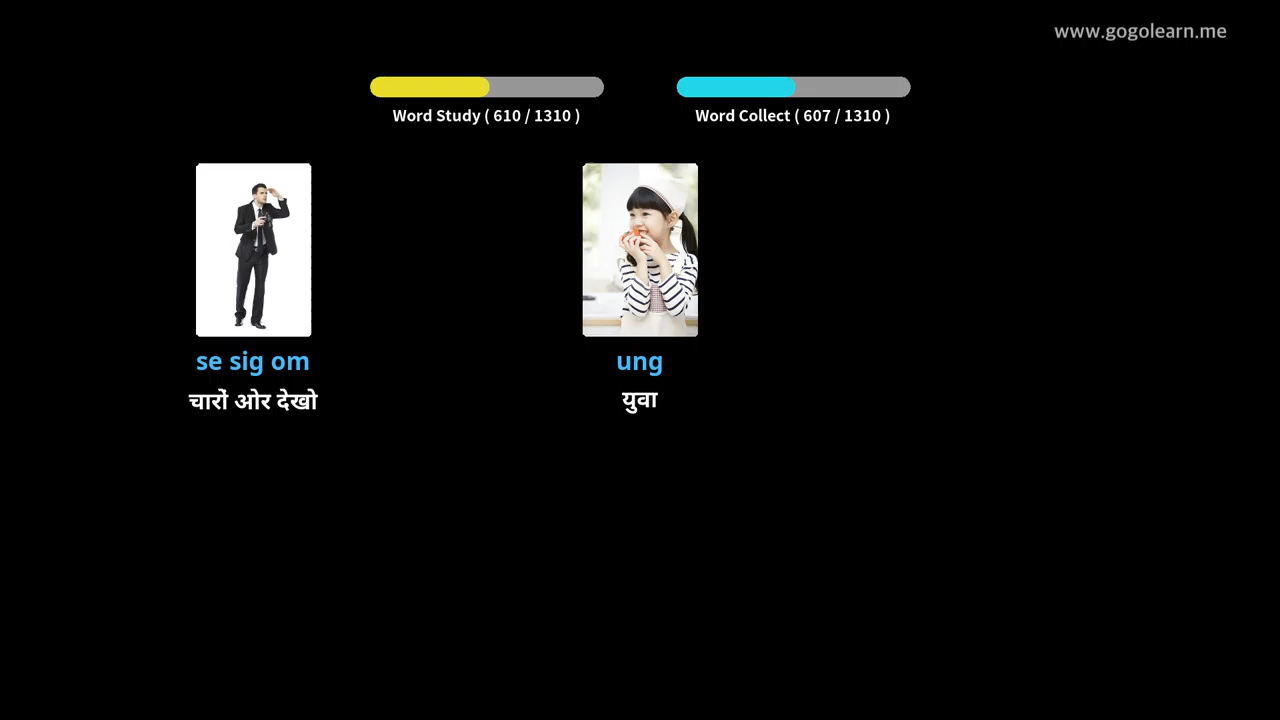 www.gogolearn.me
Word Study ( 610 / 1310 )
Word Collect ( 607 / 1310 )
se sig om
ung
चारों ओर देखो
युवा